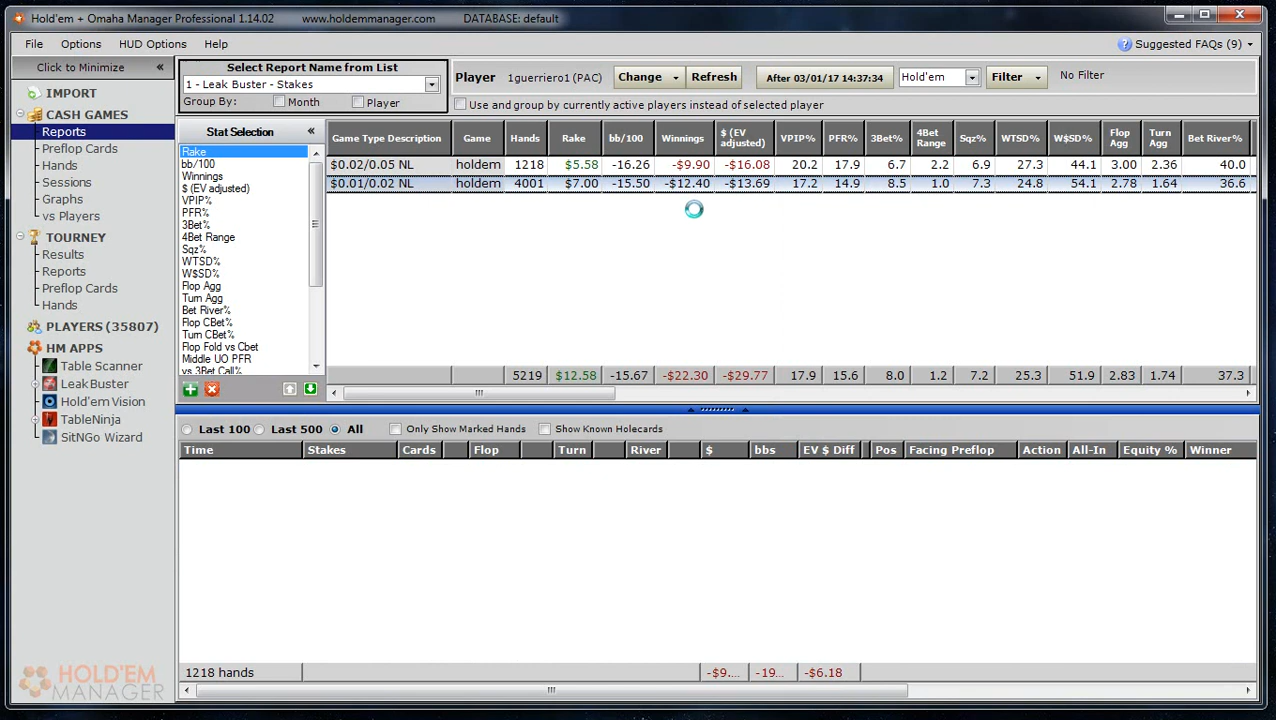 Hold'em + Omaha Manager Professional 1.14.02 www.holdemmanager.com DATABASE: default
File Options HUD Options Help Suggested FAQs (9)
Click to Minimize «
IMPORT
CASH GAMES
Reports
Preflop Cards
Hands
Sessions
Graphs
vs Players
TOURNEY
Results
Reports
Preflop Cards
Hands
PLAYERS (35807)
HM APPS
Table Scanner
LeakBuster
Hold'em Vision
TableNinja
SitNGo Wizard
HOLD'EM
MANAGER
Select Report Name from List
1 - Leak Buster - Stakes
Group By: Month Player
Player 1guerriero1 (PAC) Change Refresh After 03/01/17 14:37:34 Hold'em Filter No Filter
Use and group by currently active players instead of selected player
Stat Selection «
Rake
bb/100
Winnings
$ (EV adjusted)
VPIP%
PFR%
3Bet%
4Bet Range
Sqz%
WTSD%
W$SD%
Flop Agg
Turn Agg
Bet River%
Flop CBet%
Turn CBet%
Flop Fold vs Cbet
Middle UO PFR
vs 3Bet Call%
Game Type Description Game Hands Rake bb/100 Winnings $ (EV adjusted) VPIP% PFR% 3Bet% 4Bet Range Sqz% WTSD% W$SD% Flop Agg Turn Agg Bet River%
$0.02/0.05 NL holdem 1218 $5.58 -16.26 -$9.90 -$16.08 20.2 17.9 6.7 2.2 6.9 27.3 44.1 3.00 2.36 40.0
$0.01/0.02 NL holdem 4001 $7.00 -15.50 -$12.40 -$13.69 17.2 14.9 8.5 1.0 7.3 24.8 54.1 2.78 1.64 36.6
5219 $12.58 -15.67 -$22.30 -$29.77 17.9 15.6 8.0 1.2 7.2 25.3 51.9 2.83 1.74 37.3
Last 100 Last 500 All Only Show Marked Hands Show Known Holecards
Time Stakes Cards Flop Turn River $ bbs EV $ Diff Pos Facing Preflop Action All-In Equity % Winner
1218 hands -$9.... -19... -$6.18